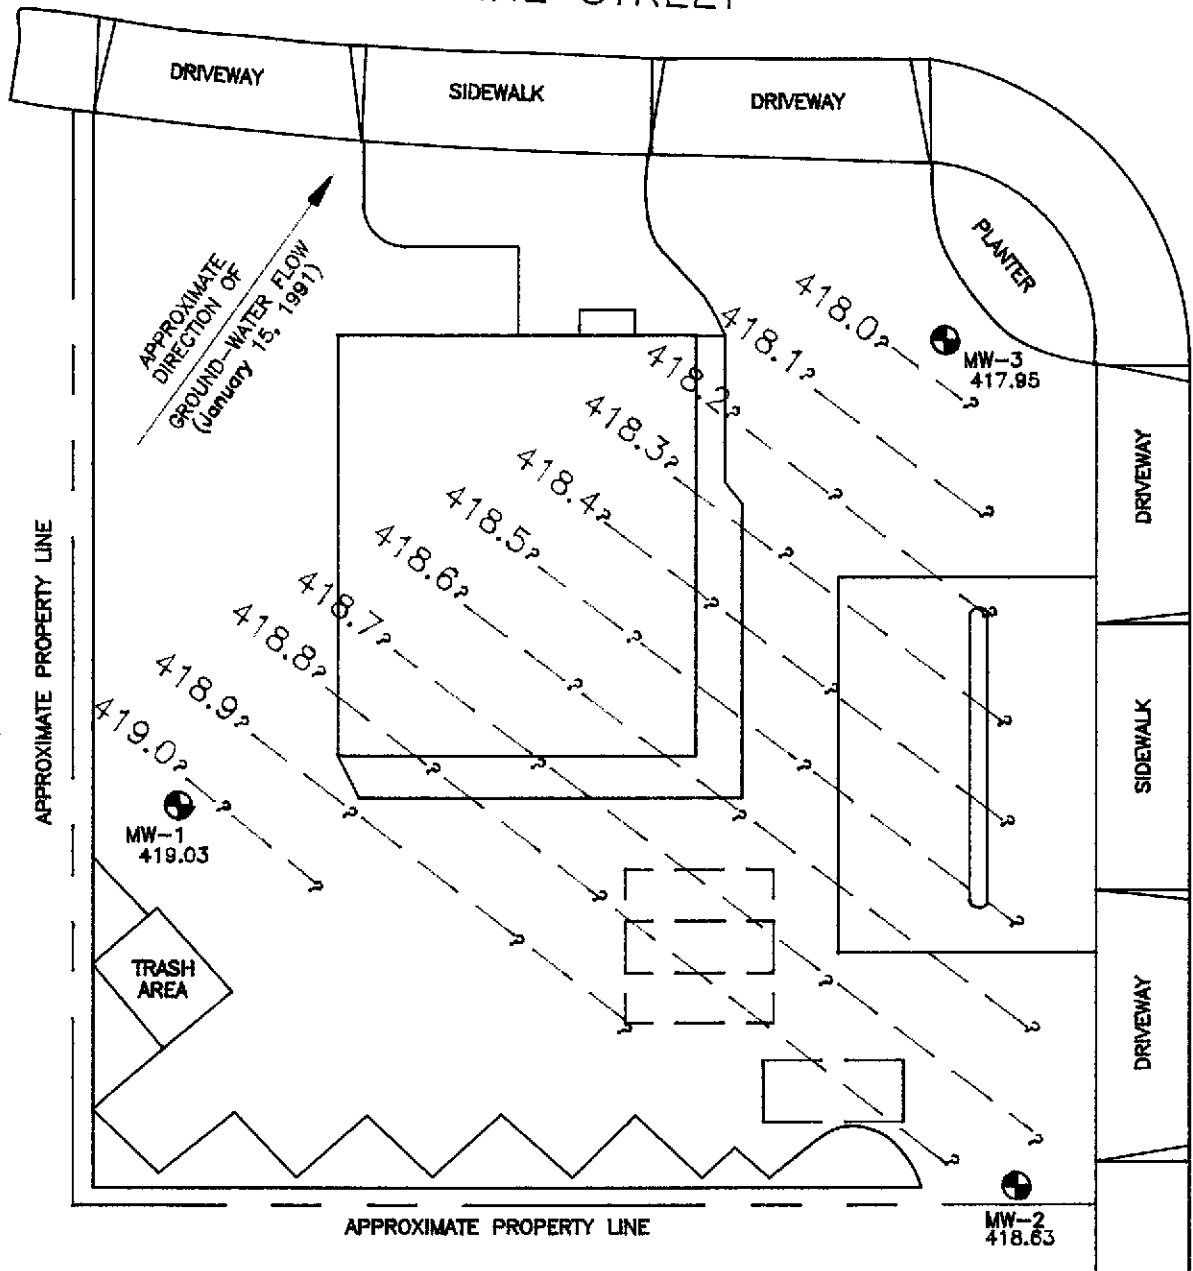 STREET
DRIVEWAY
SIDEWALK
DRIVEWAY
PLANTER
APPROXIMATE
DIRECTION OF
GROUND-WATER FLOW
(January 15, 1991)
418.0?
418.1?
418.2?
418.3?
418.4?
418.5?
418.6?
418.7?
418.8?
418.9?
419.0?
MW-3
417.95
DRIVEWAY
APPROXIMATE PROPERTY LINE
SIDEWALK
MW-1
419.03
TRASH
AREA
DRIVEWAY
MW-2
418.63
APPROXIMATE PROPERTY LINE